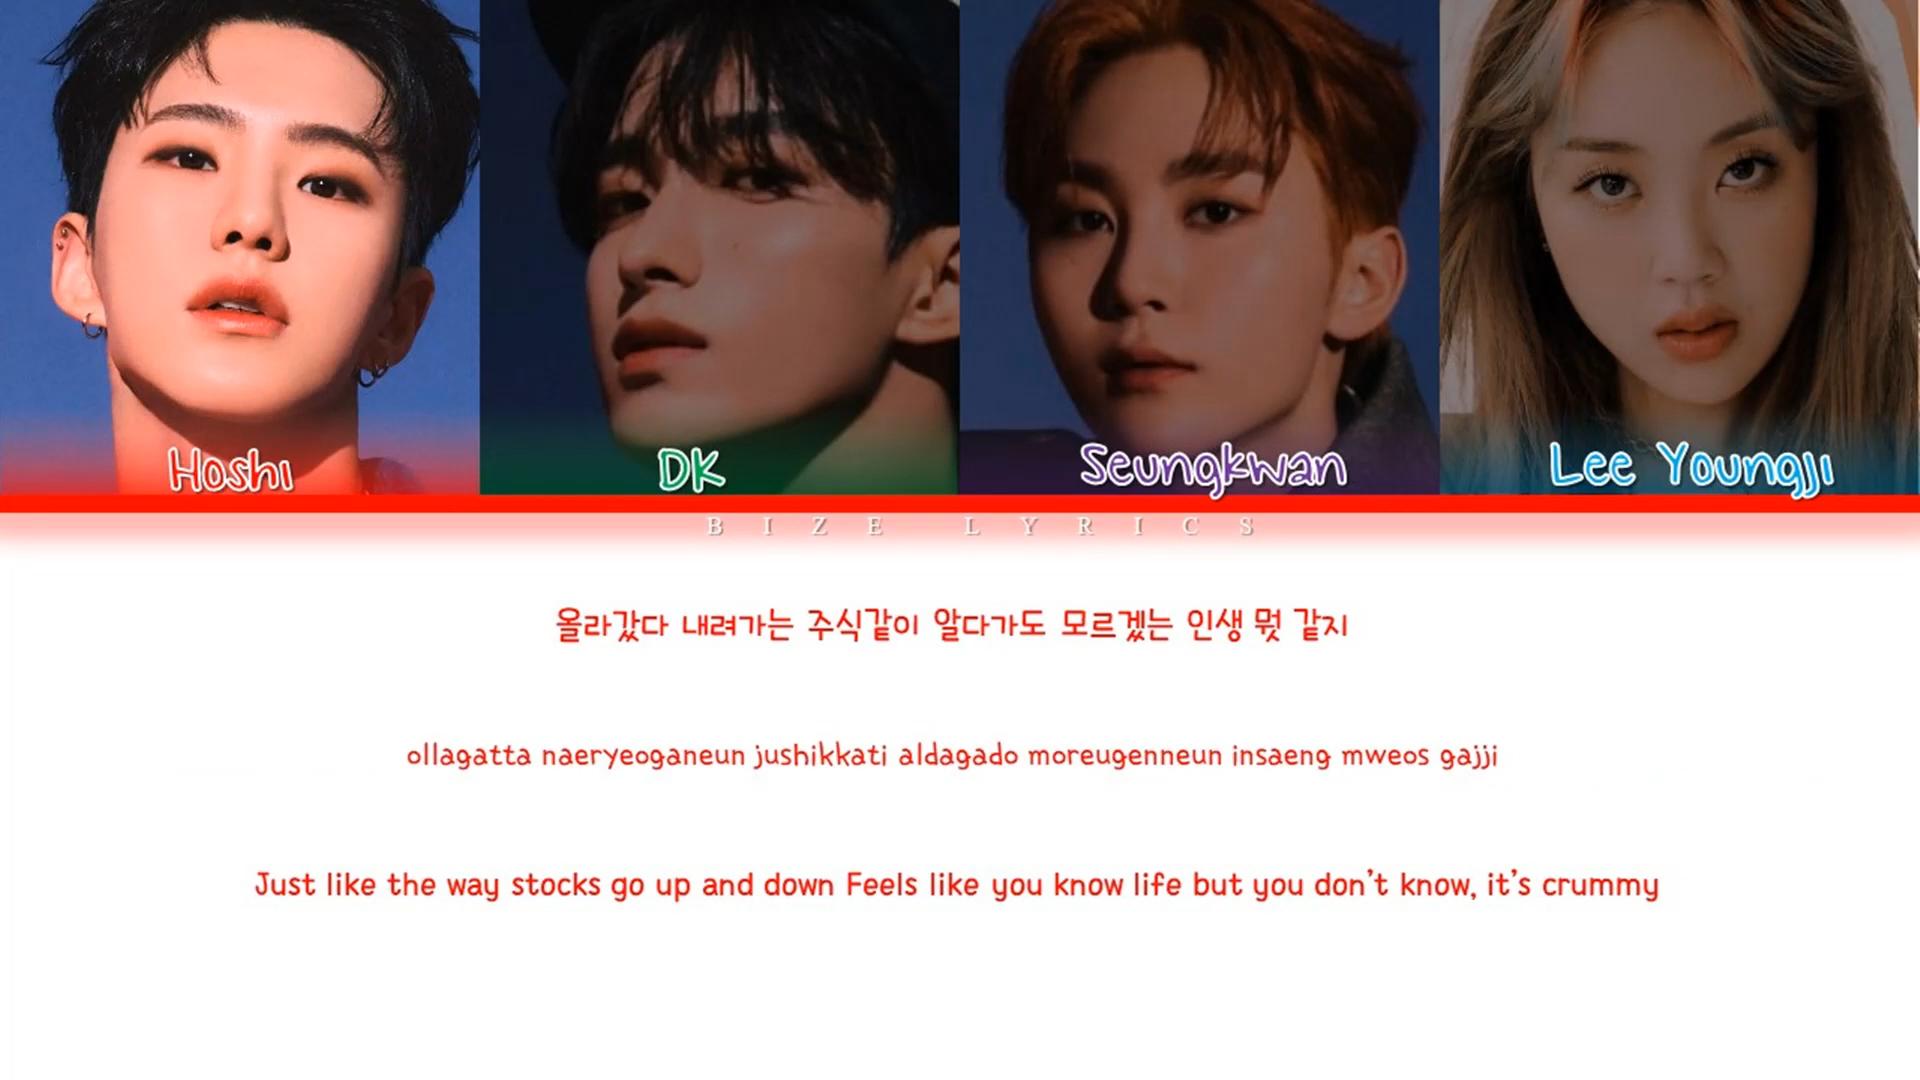 Hoshi DK Seungkwan Lee Youngji
BIZE LYRICS
올라갔다 내려가는 주식같이 알다가도 모르겠는 인생 뭣 같지
ollagatta naeryeoganeun jushikkati aldagado moreugenneun insaeng mweos gajji
Just like the way stocks go up and down Feels like you know life but you don't know, it's crummy